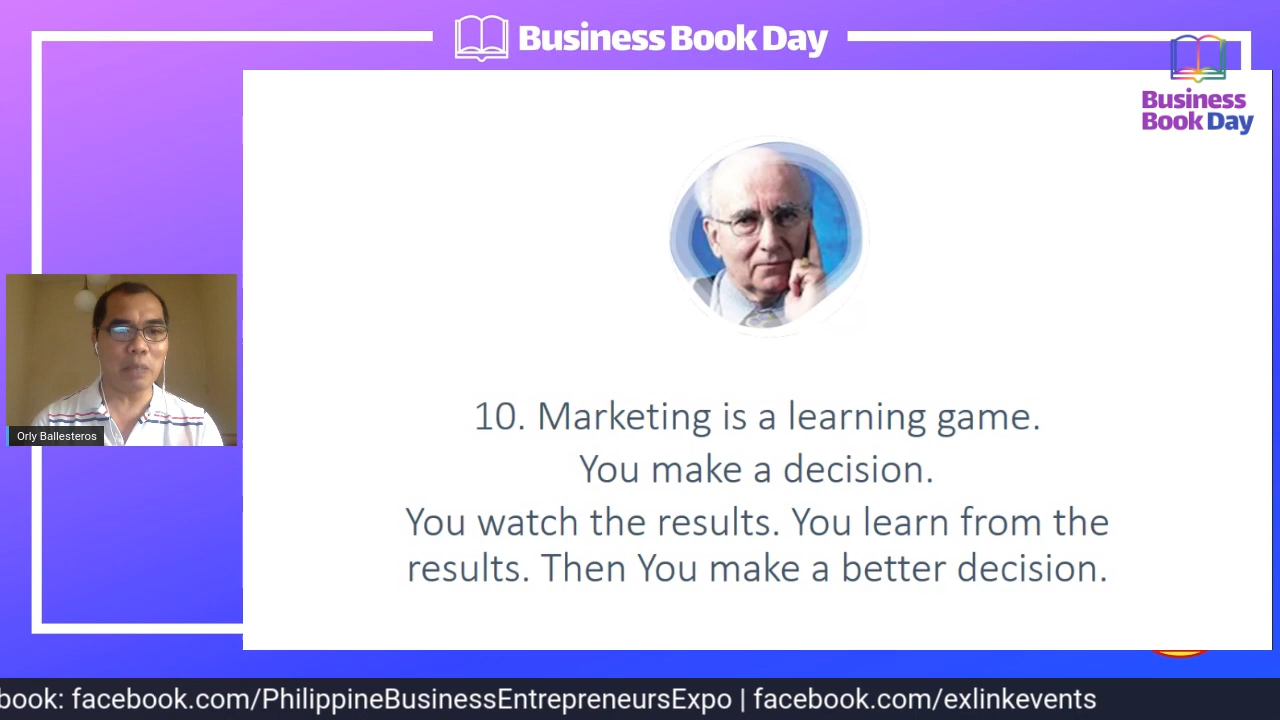 Business Book Day
Business
Book Day
10. Marketing is a learning game.
You make a decision.
You watch the results. You learn from the
results. Then You make a better decision.
Orly Ballesteros
book: facebook.com/PhilippineBusinessEntrepreneursExpo | facebook.com/exlinkevents